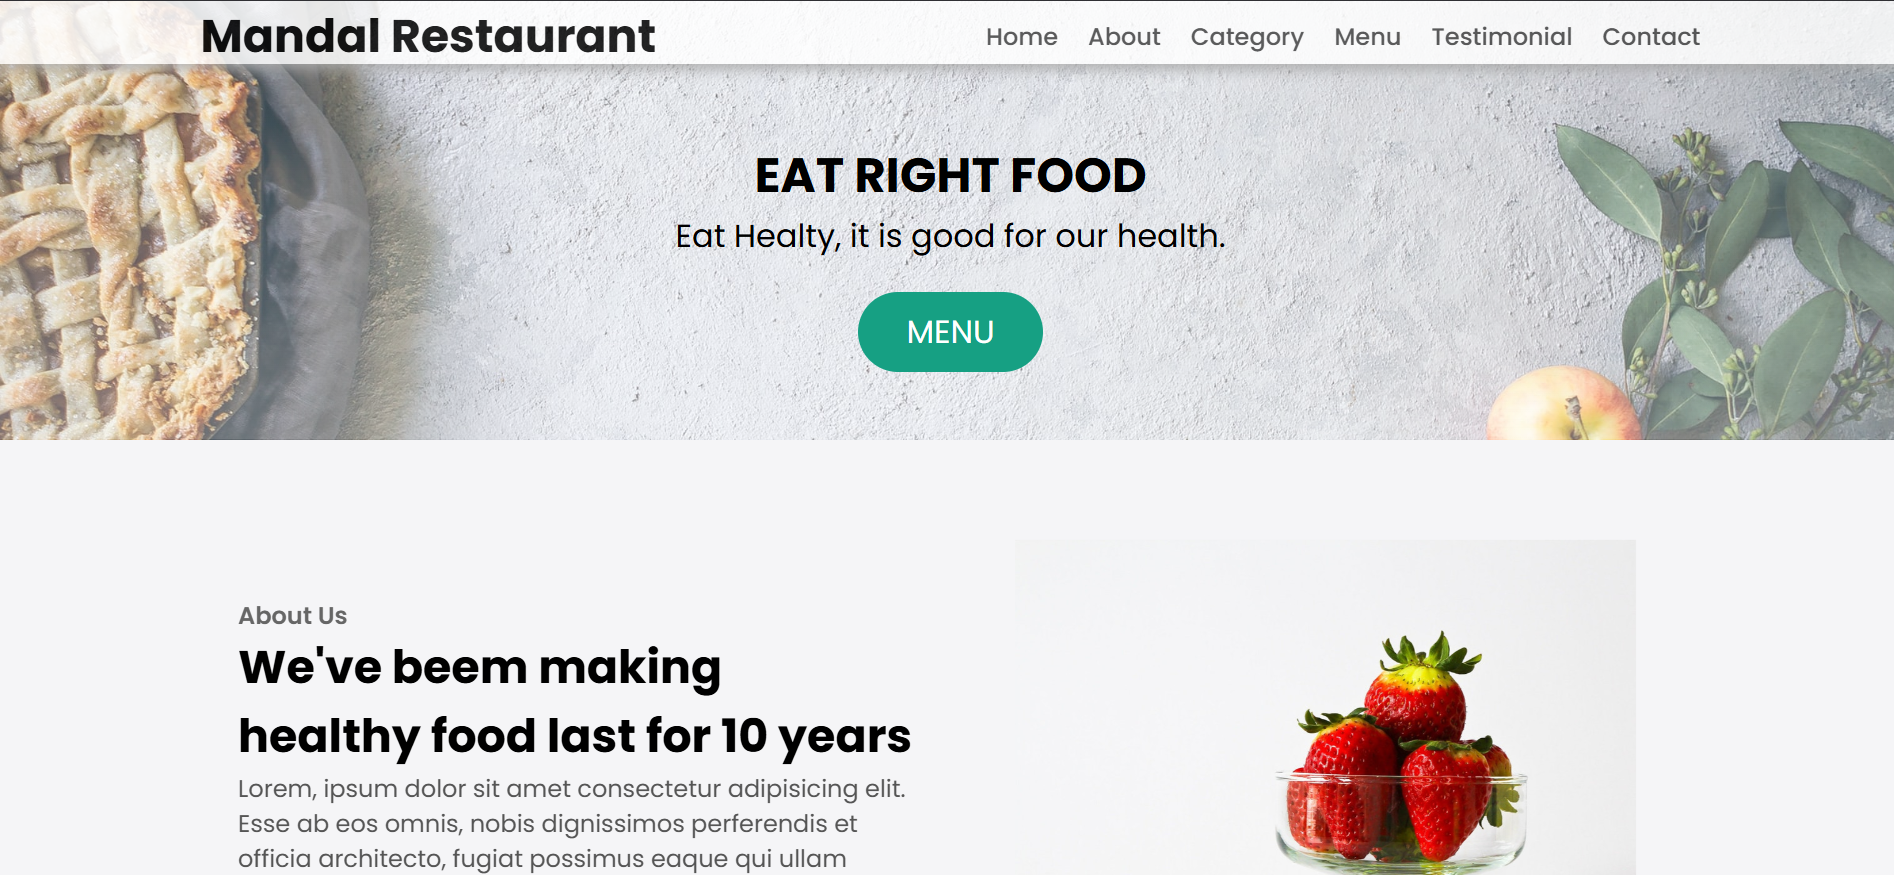 Mandal Restaurant
Home About Category Menu Testimonial Contact
EAT RIGHT FOOD
Eat Healty, it is good for our health.
MENU
About Us
We've beem making
healthy food last for 10 years
Lorem, ipsum dolor sit amet consectetur adipisicing elit.
Esse ab eos omnis, nobis dignissimos perferendis et
officia architecto, fugiat possimus eaque qui ullam